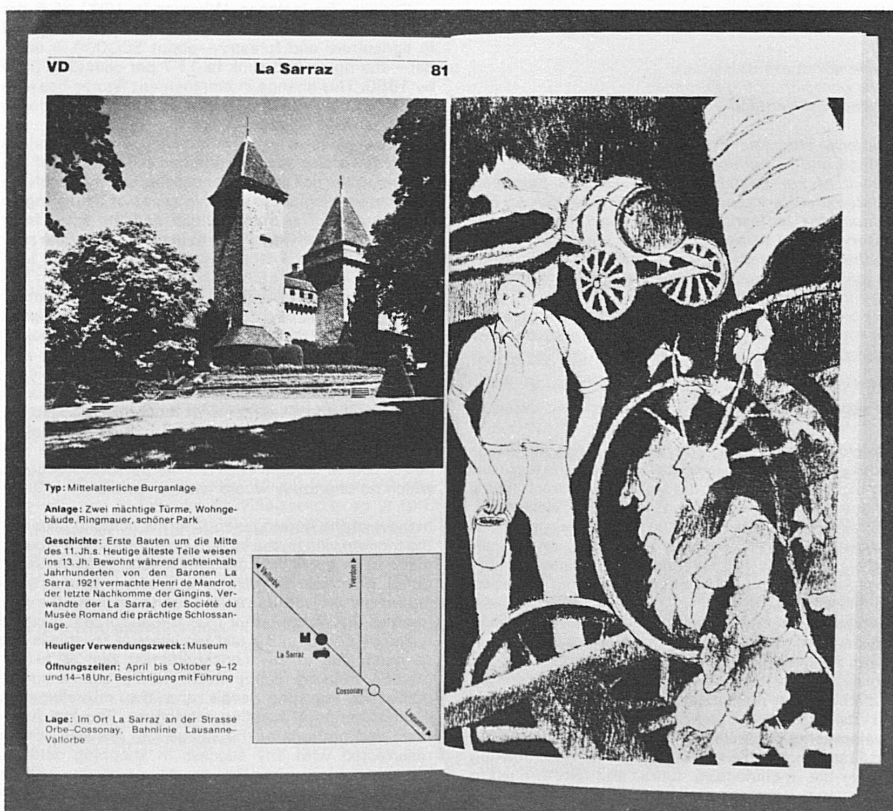 VD La Sarraz 81
Typ: Mittelalterliche Burganlage
Anlage: Zwei mächtige Türme, Wohnge-
bäude, Ringmauer, schöner Park
Geschichte: Erste Bauten um die Mitte
des 11. Jh.s. Heutige älteste Teile weisen
ins 13. Jh. Bewohnt während achteinhalb
Jahrhunderten von den Baronen La
Sarra. 1921 vermachte Henri de Mandrot,
der letzte Nachkomme der Gingins, Ver-
wandte der La Sarra, der Société du
Musée Romand die prächtige Schlossan-
lage.
Heutiger Verwendungszweck: Museum
Öffnungszeiten: April bis Oktober 9–12
und 14–18 Uhr, Besichtigung mit Führung
Lage: Im Ort La Sarraz an der Strasse
Orbe-Cossonay, Bahnlinie Lausanne-
Vallorbe
Vallorbe
Yverdon
La Sarraz
Cossonay
Lausanne